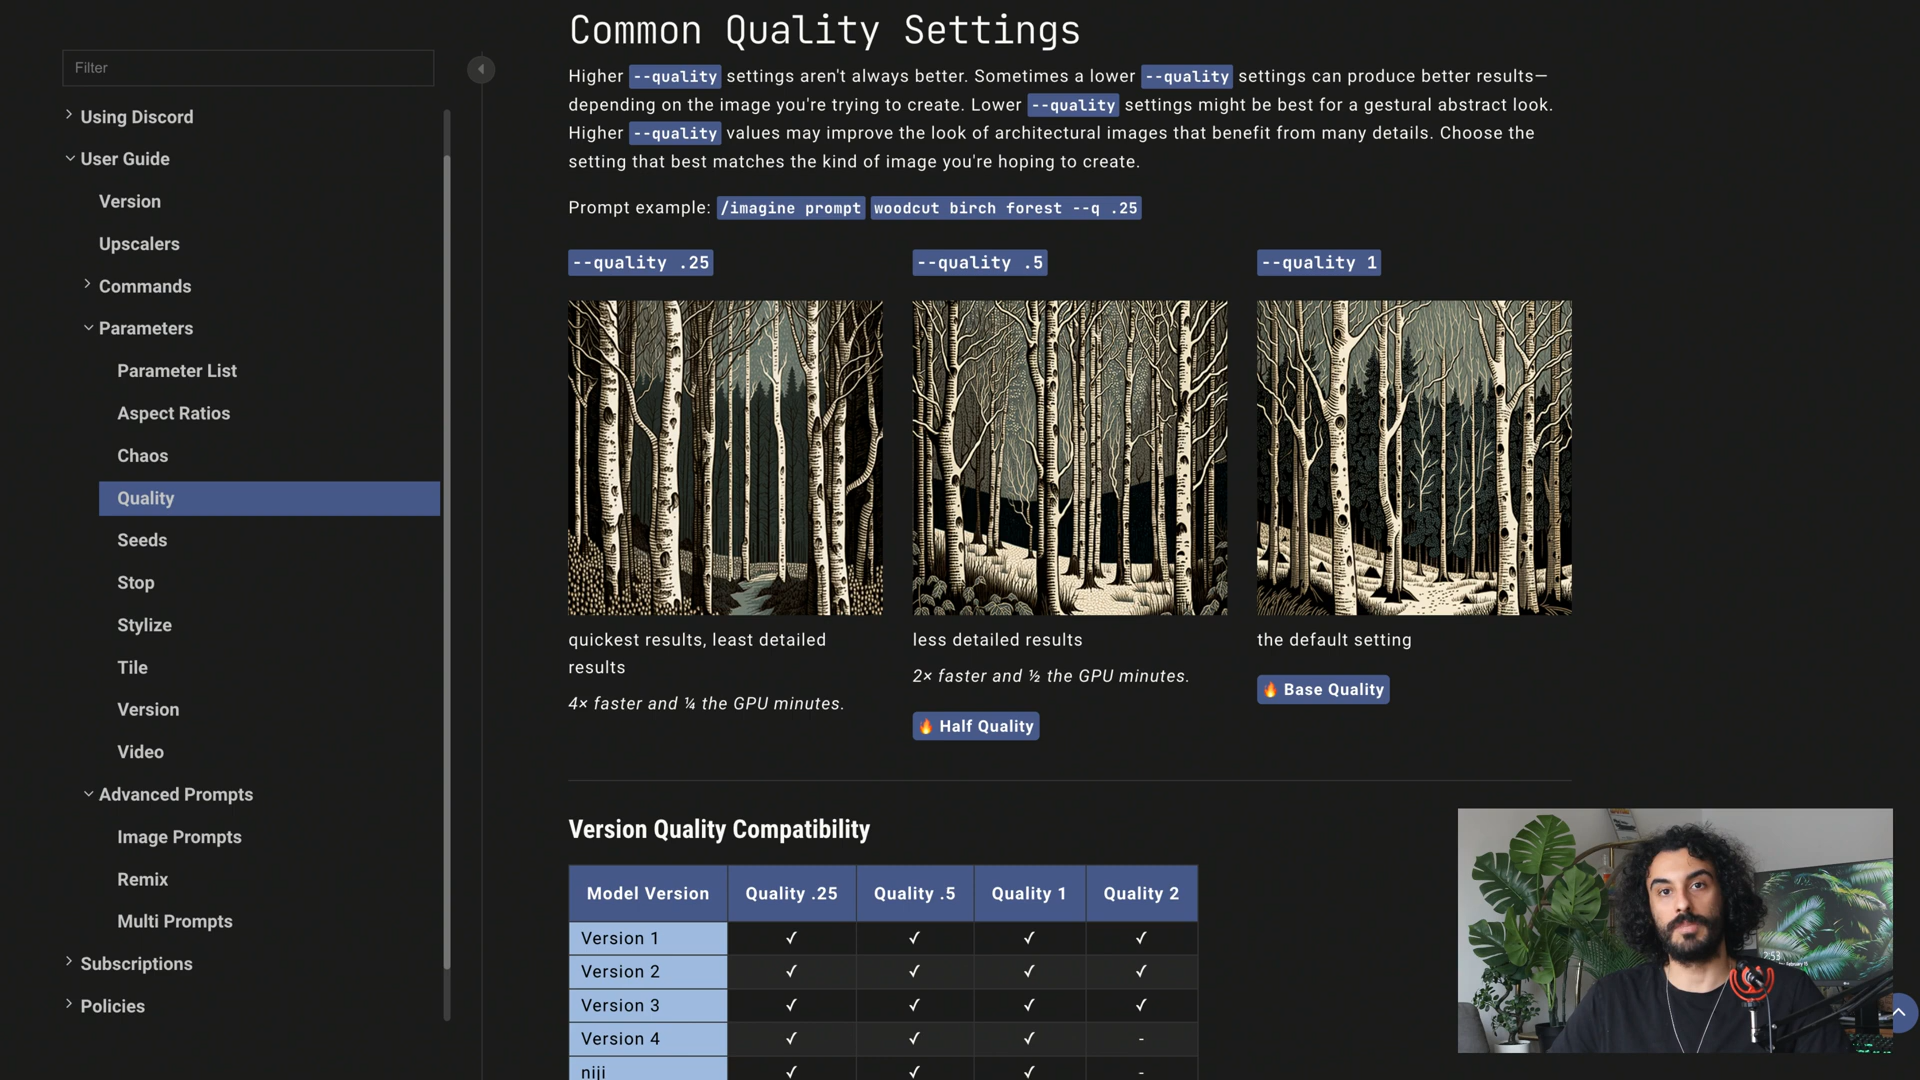 Common Quality Settings
Filter
Higher --quality settings aren't always better. Sometimes a lower --quality settings can produce better results—
depending on the image you're trying to create. Lower --quality settings might be best for a gestural abstract look.
Higher --quality values may improve the look of architectural images that benefit from many details. Choose the
setting that best matches the kind of image you're hoping to create.
Prompt example: /imagine prompt woodcut birch forest --q .25
Using Discord
User Guide
Version
Upscalers
Commands
Parameters
Parameter List
Aspect Ratios
Chaos
Quality
Seeds
Stop
Stylize
Tile
Version
Video
Advanced Prompts
Image Prompts
Remix
Multi Prompts
Subscriptions
Policies
--quality .25
quickest results, least detailed
results
4× faster and ¼ the GPU minutes.
--quality .5
less detailed results
2× faster and ½ the GPU minutes.
🔥 Half Quality
--quality 1
the default setting
🔥 Base Quality
Version Quality Compatibility
Model Version Quality .25 Quality .5 Quality 1 Quality 2
Version 1 ✓ ✓ ✓ ✓
Version 2 ✓ ✓ ✓ ✓
Version 3 ✓ ✓ ✓ ✓
Version 4 ✓ ✓ ✓ -
niji ✓ ✓ ✓ -
2:53